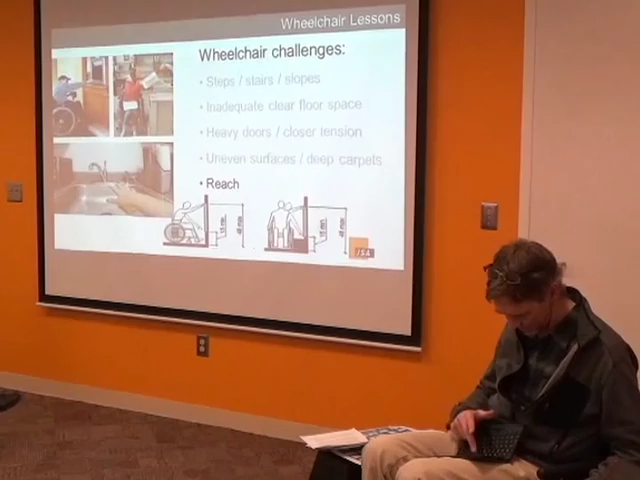 Wheelchair Lessons
Wheelchair challenges:
• Steps / stairs / slopes
• Inadequate clear floor space
• Heavy doors / closer tension
• Uneven surfaces / deep carpets
• Reach
USA